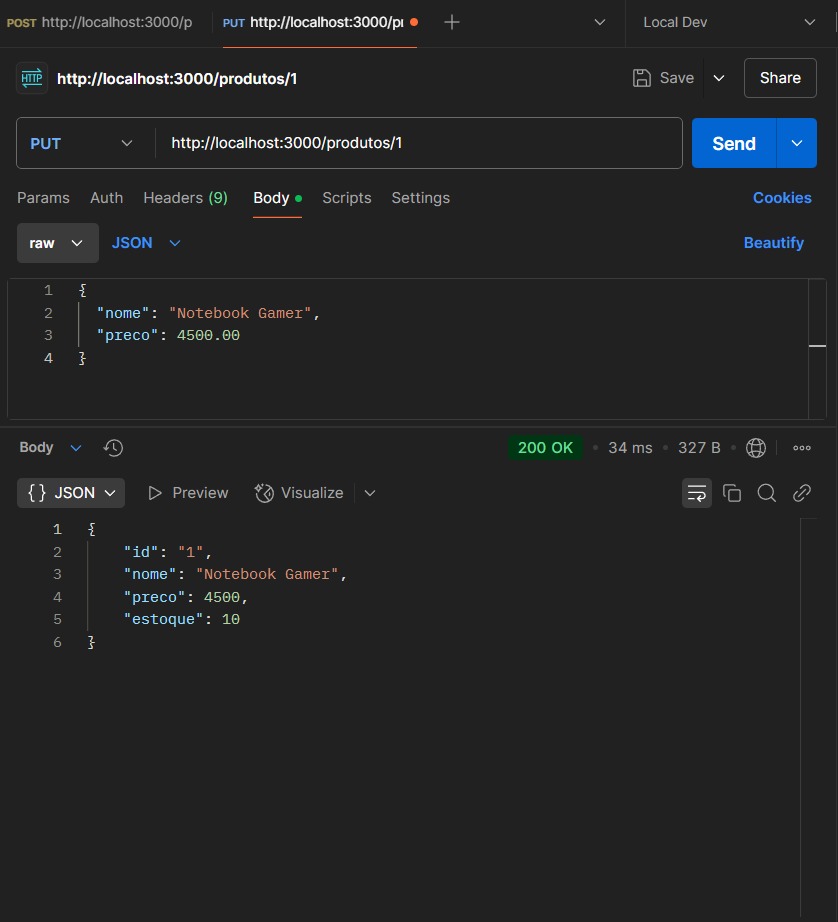 POST http://localhost:3000/p PUT http://localhost:3000/pr Local Dev
HTTP http://localhost:3000/produtos/1 Save Share
PUT http://localhost:3000/produtos/1 Send
Params Auth Headers (9) Body Scripts Settings Cookies
raw JSON Beautify
1 {
2 "nome": "Notebook Gamer",
3 "preco": 4500.00
4 }
Body 200 OK 34 ms 327 B
{} JSON Preview Visualize
1 {
2 "id": "1",
3 "nome": "Notebook Gamer",
4 "preco": 4500,
5 "estoque": 10
6 }